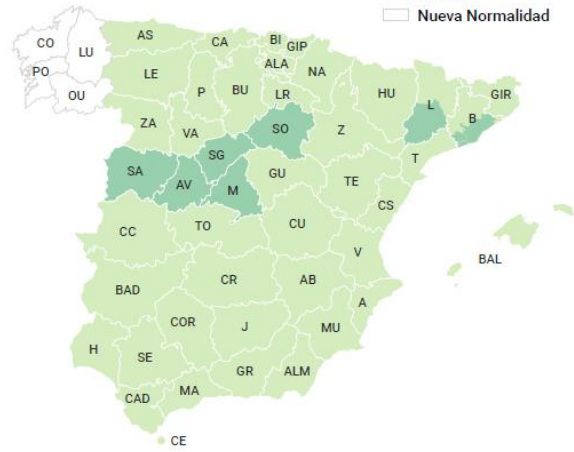 Nueva Normalidad
CO
LU
PO
OU
AS
CA
BI
GIP
ALA
NA
LE
P
BU
LR
HU
L
GIR
B
ZA
VA
SO
Z
T
SA
SG
AV
M
GU
TE
CS
CC
TO
CU
V
BAL
BAD
CR
AB
A
H
COR
J
MU
SE
GR
ALM
CAD
MA
CE